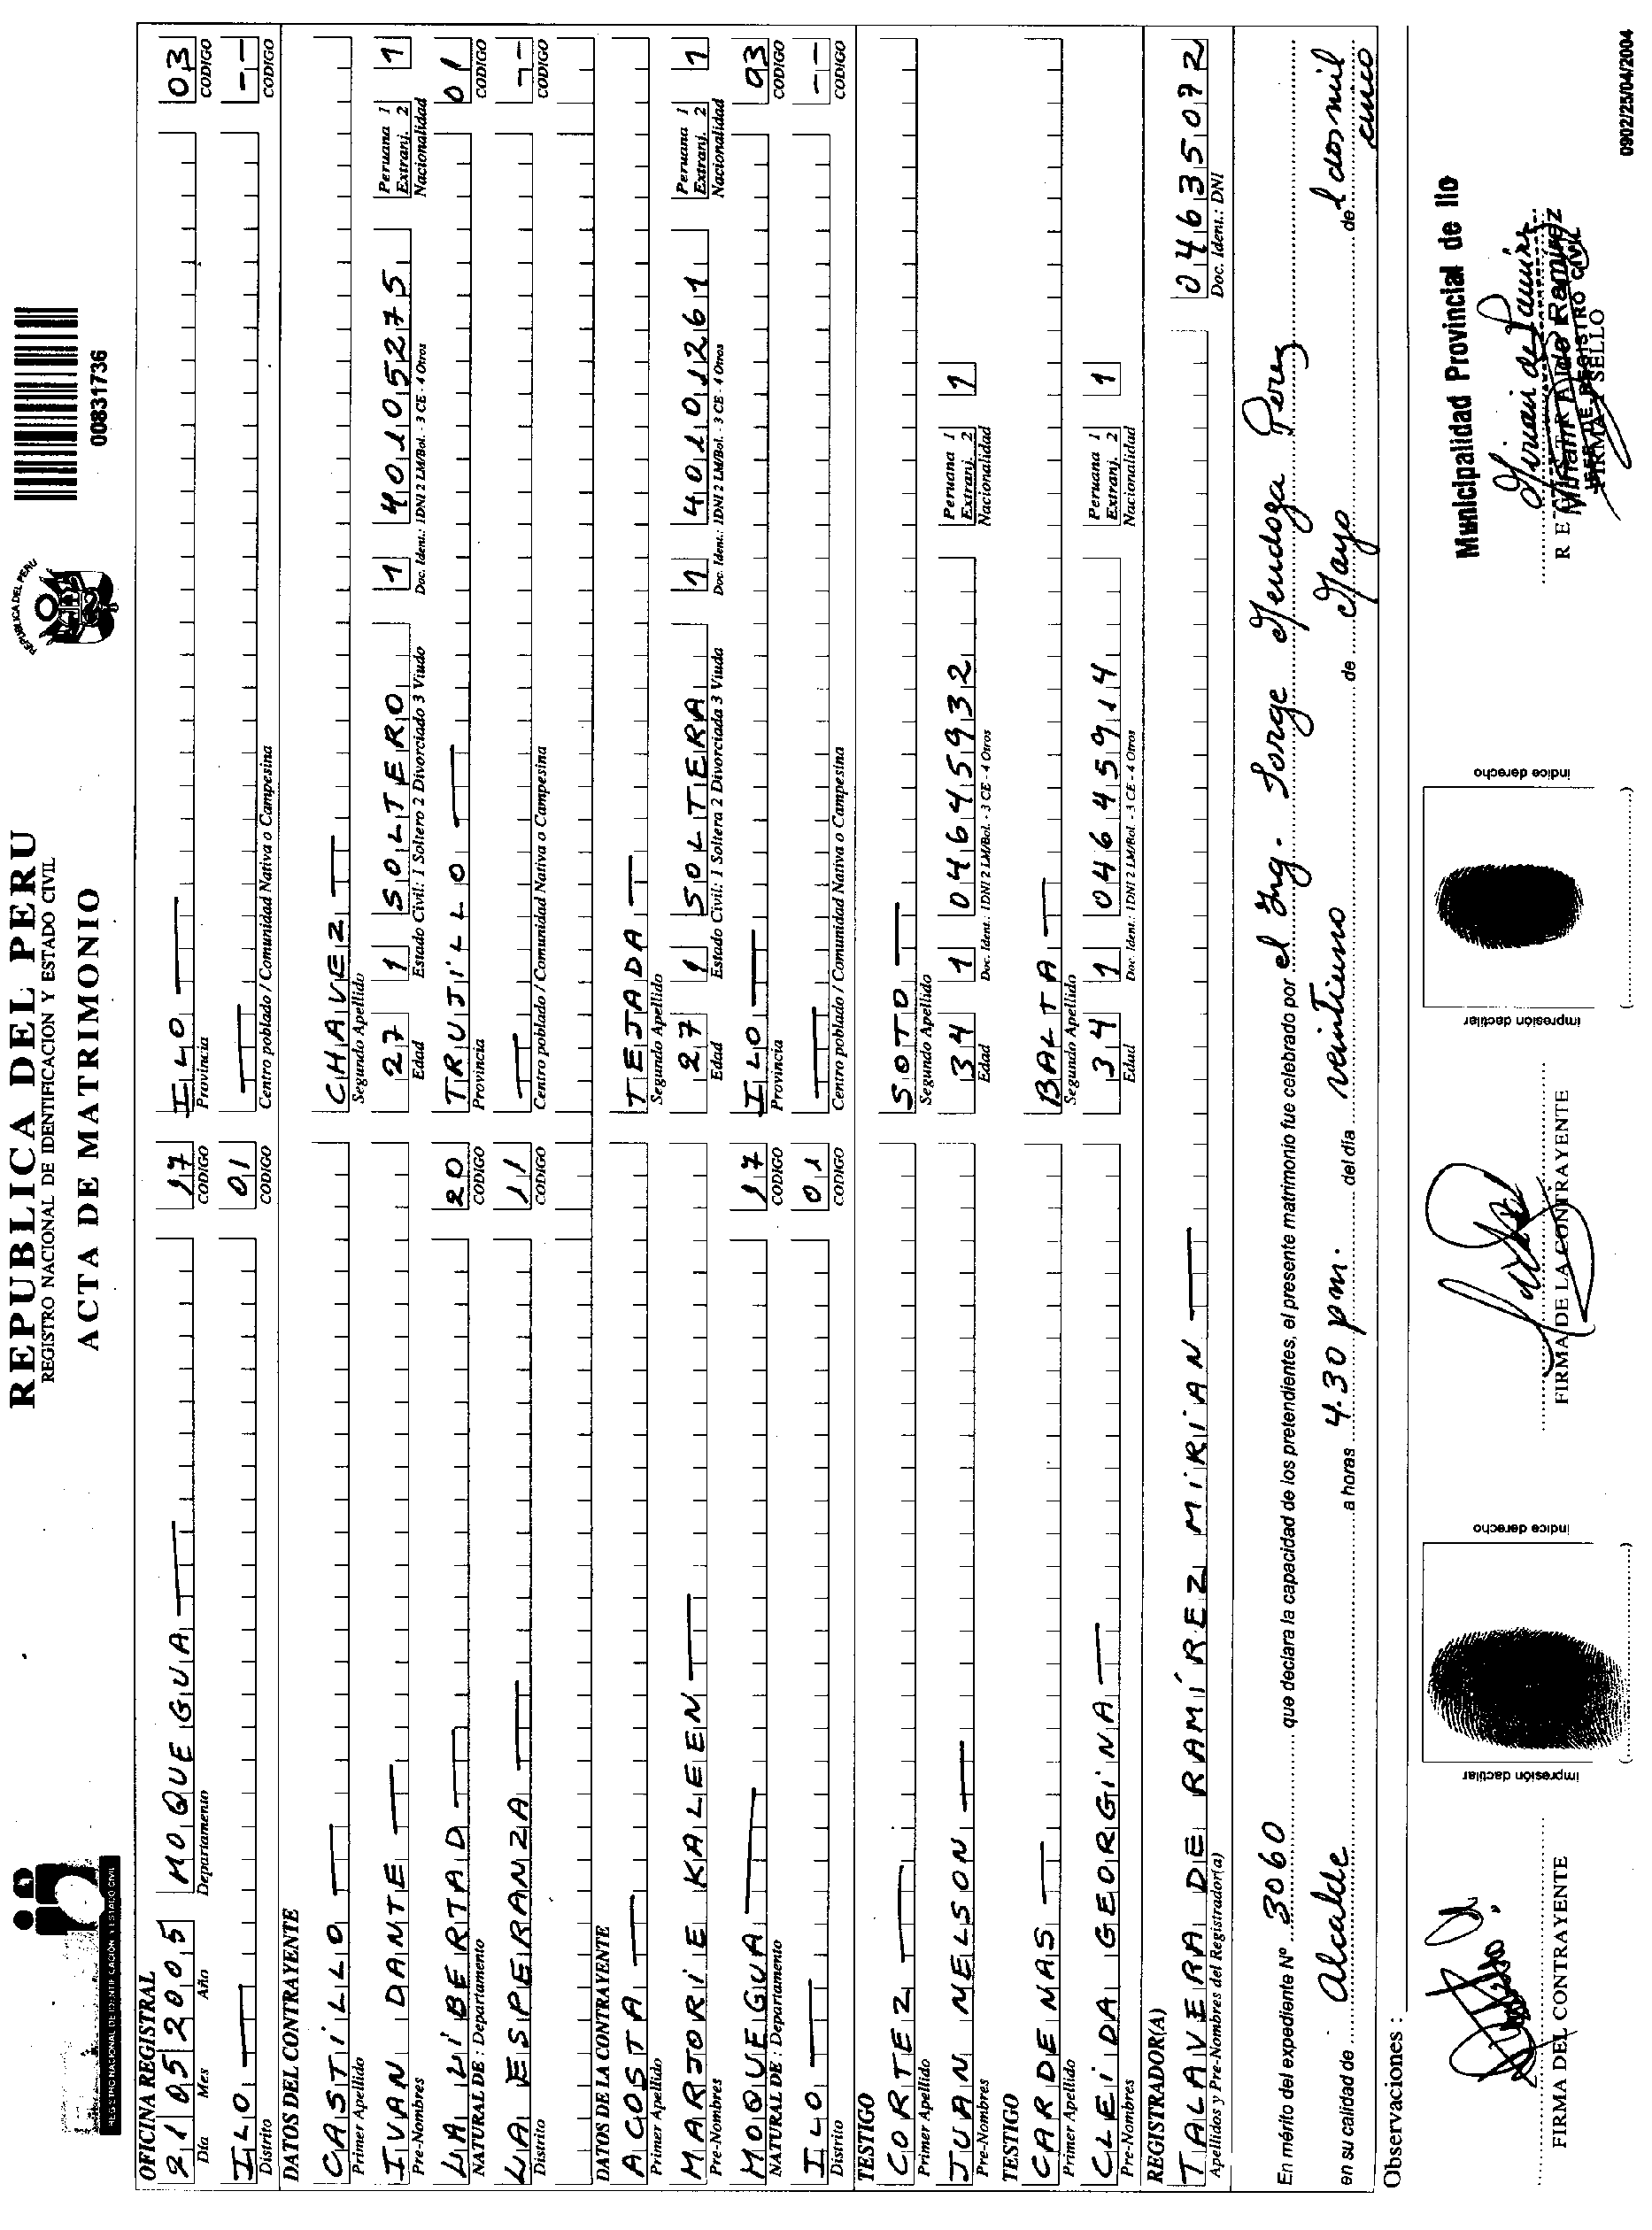 REPUBLICA DEL PERU
REGISTRO NACIONAL DE IDENTIFICACION Y ESTADO CIVIL
ACTA DE MATRIMONIO
REGISTRO NACIONAL DE IDENTIFICACION Y ESTADO CIVIL
REPUBLICA DEL PERU
00831736
OFICINA REGISTRAL
21 05 2005 MOQUEGUA 17 ILO 03
Día Mes Año Departamento CODIGO Provincia CODIGO
ILO 01 --
Distrito CODIGO Centro poblado / Comunidad Nativa o Campesina CODIGO
DATOS DEL CONTRAYENTE
CASTILLO CHAVEZ
Primer Apellido Segundo Apellido
IVAN DANTE 27 1 SOLTERO 1 40105275 Peruana 1 Extranj. 2 1
Pre-Nombres Edad Estado Civil: 1 Soltero 2 Divorciado 3 Viudo Doc. Ident.: 1DNI 2 LM/Bol. - 3 CE - 4 Otros Nacionalidad
LA LIBERTAD 20 TRUJILLO 01
NATURAL DE : Departamento CODIGO Provincia CODIGO
LA ESPERANZA 11 --
Distrito CODIGO Centro poblado / Comunidad Nativa o Campesina CODIGO
DATOS DE LA CONTRAYENTE
ACOSTA TEJADA
Primer Apellido Segundo Apellido
MARJORIE KALEEN 27 1 SOLTERA 1 40101261 Peruana 1 Extranj. 2 1
Pre-Nombres Edad Estado Civil: 1 Soltera 2 Divorciada 3 Viuda Doc. Ident.: 1DNI 2 LM/Bol. - 3 CE - 4 Otros Nacionalidad
MOQUEGUA 17 ILO 03
NATURAL DE : Departamento CODIGO Provincia CODIGO
ILO 01 --
Distrito CODIGO Centro poblado / Comunidad Nativa o Campesina CODIGO
TESTIGO
CORTEZ SOTO
Primer Apellido Segundo Apellido
JUAN NELSON 34 1 04645932 Peruana 1 Extranj. 2 1
Pre-Nombres Edad Doc. Ident.: 1DNI 2 LM/Bol. - 3 CE - 4 Otros Nacionalidad
TESTIGO
CARDENAS BALTA
Primer Apellido Segundo Apellido
CLEIDA GEORGINA 34 1 04645914 Peruana 1 Extranj. 2 1
Pre-Nombres Edad Doc. Ident.: 1DNI 2 LM/Bol. - 3 CE - 4 Otros Nacionalidad
REGISTRADOR(A)
TALAVERA DE RAMÍREZ MIRIAN 04635072
Apellidos y Pre-Nombres del Registrador(a) Doc. Ident.: DNI
En mérito del expediente Nº 3060 que declara la capacidad de los pretendientes, el presente matrimonio fue celebrado por el Ing. Jorge Mendoza Perez
en su calidad de Alcalde a horas 4.30 pm. del día veintiuno de Mayo del dos mil cinco
Observaciones :
Municipalidad Provincial de Ilo
impresión dactilar índice derecho
impresión dactilar índice derecho
FIRMA DEL CONTRAYENTE FIRMA DE LA CONTRAYENTE
JEFE DE REGISTRO CIVIL
FIRMA Y SELLO
0902/25/04/2004